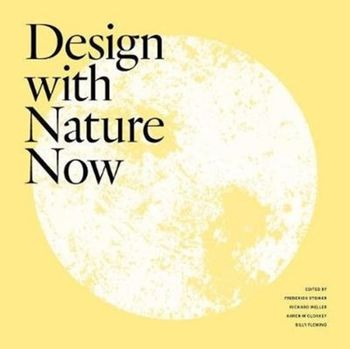 Design
with
Nature
Now
EDITED BY
FREDERICK STEINER
RICHARD WELLER
KAREN M'CLOSKEY
BILLY FLEMING